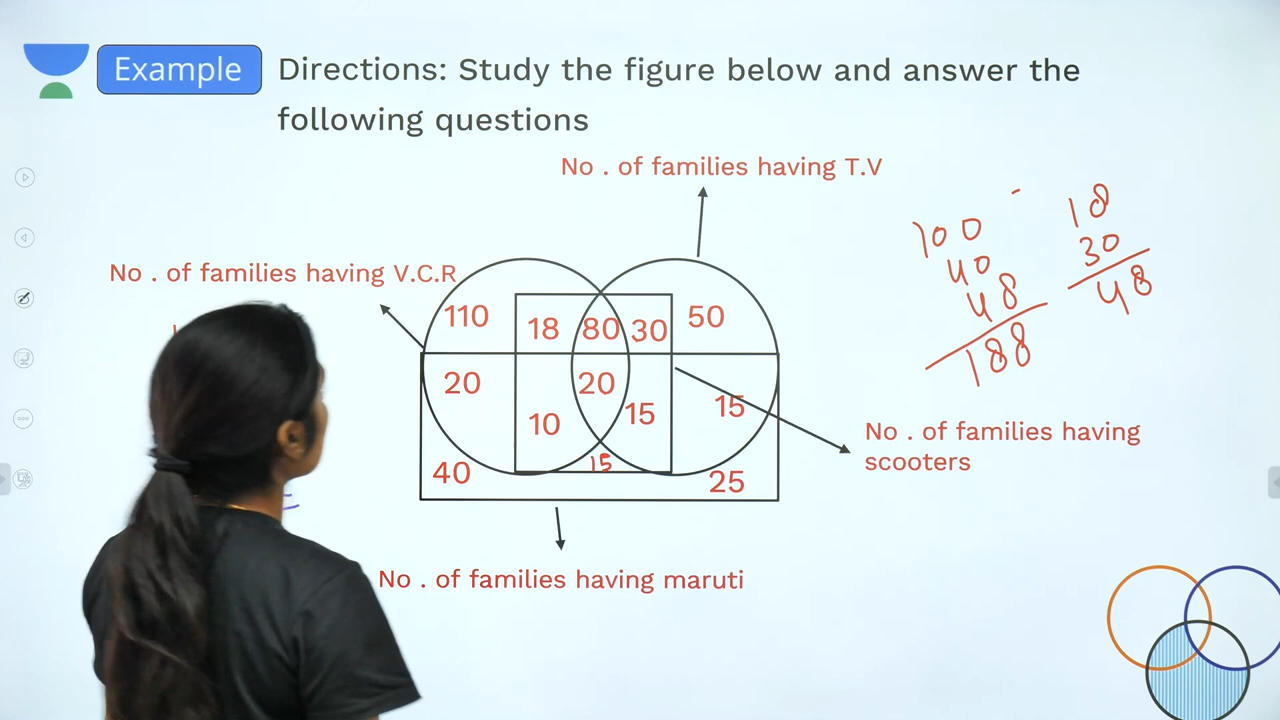 Example
Directions: Study the figure below and answer the
following questions
No . of families having T.V
No . of families having V.C.R
110
18
80
30
50
20
20
10
15
15
40
15
25
No . of families having
scooters
No . of families having maruti
100
40
48
188
18
30
48